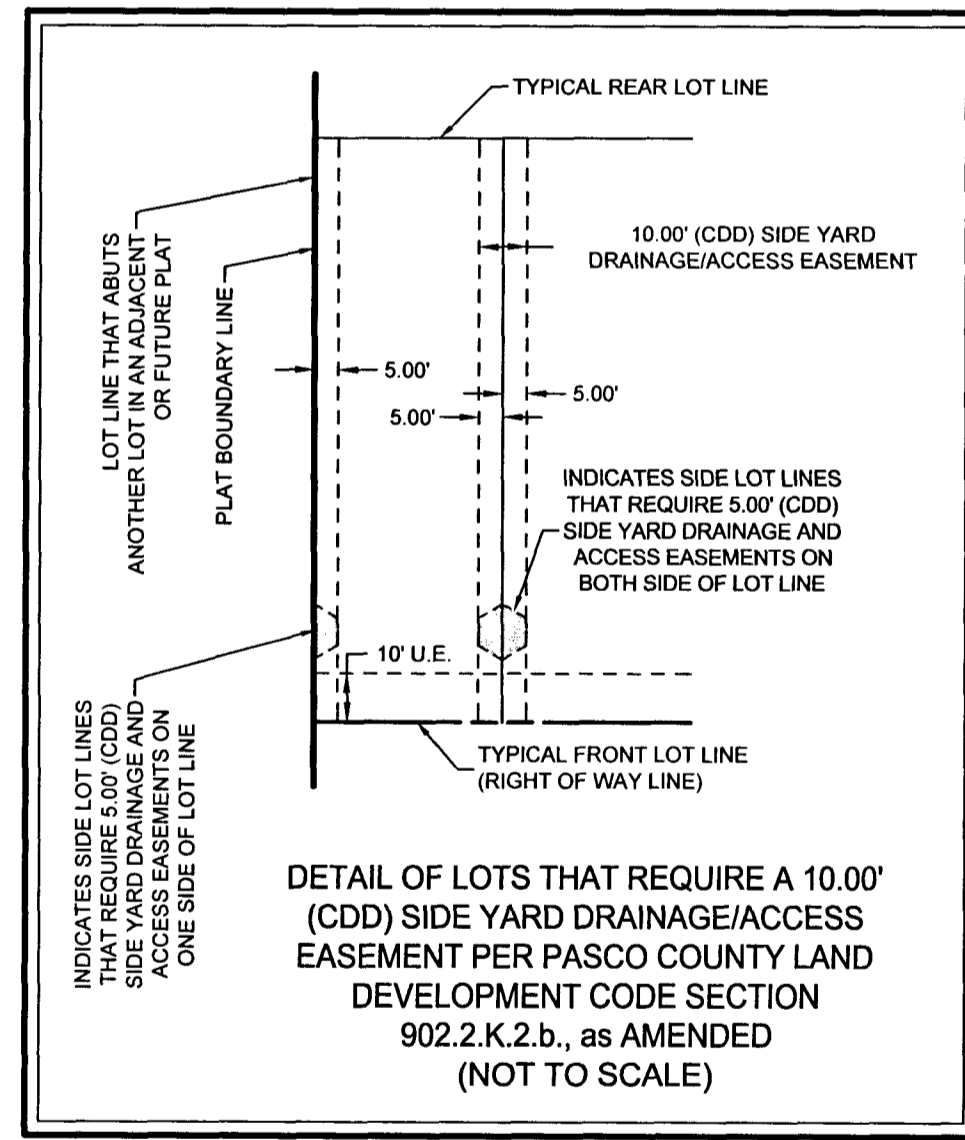 TYPICAL REAR LOT LINE
LOT LINE THAT ABUTS
ANOTHER LOT IN AN ADJACENT
OR FUTURE PLAT
PLAT BOUNDARY LINE
10.00' (CDD) SIDE YARD
DRAINAGE/ACCESS EASEMENT
5.00'
5.00'
5.00'
INDICATES SIDE LOT LINES
THAT REQUIRE 5.00' (CDD)
SIDE YARD DRAINAGE AND
ACCESS EASEMENTS ON
BOTH SIDE OF LOT LINE
10' U.E.
TYPICAL FRONT LOT LINE
(RIGHT OF WAY LINE)
INDICATES SIDE LOT LINES
THAT REQUIRE 5.00' (CDD)
SIDE YARD DRAINAGE AND
ACCESS EASEMENTS ON
ONE SIDE OF LOT LINE
DETAIL OF LOTS THAT REQUIRE A 10.00'
(CDD) SIDE YARD DRAINAGE/ACCESS
EASEMENT PER PASCO COUNTY LAND
DEVELOPMENT CODE SECTION
902.2.K.2.b., as AMENDED
(NOT TO SCALE)